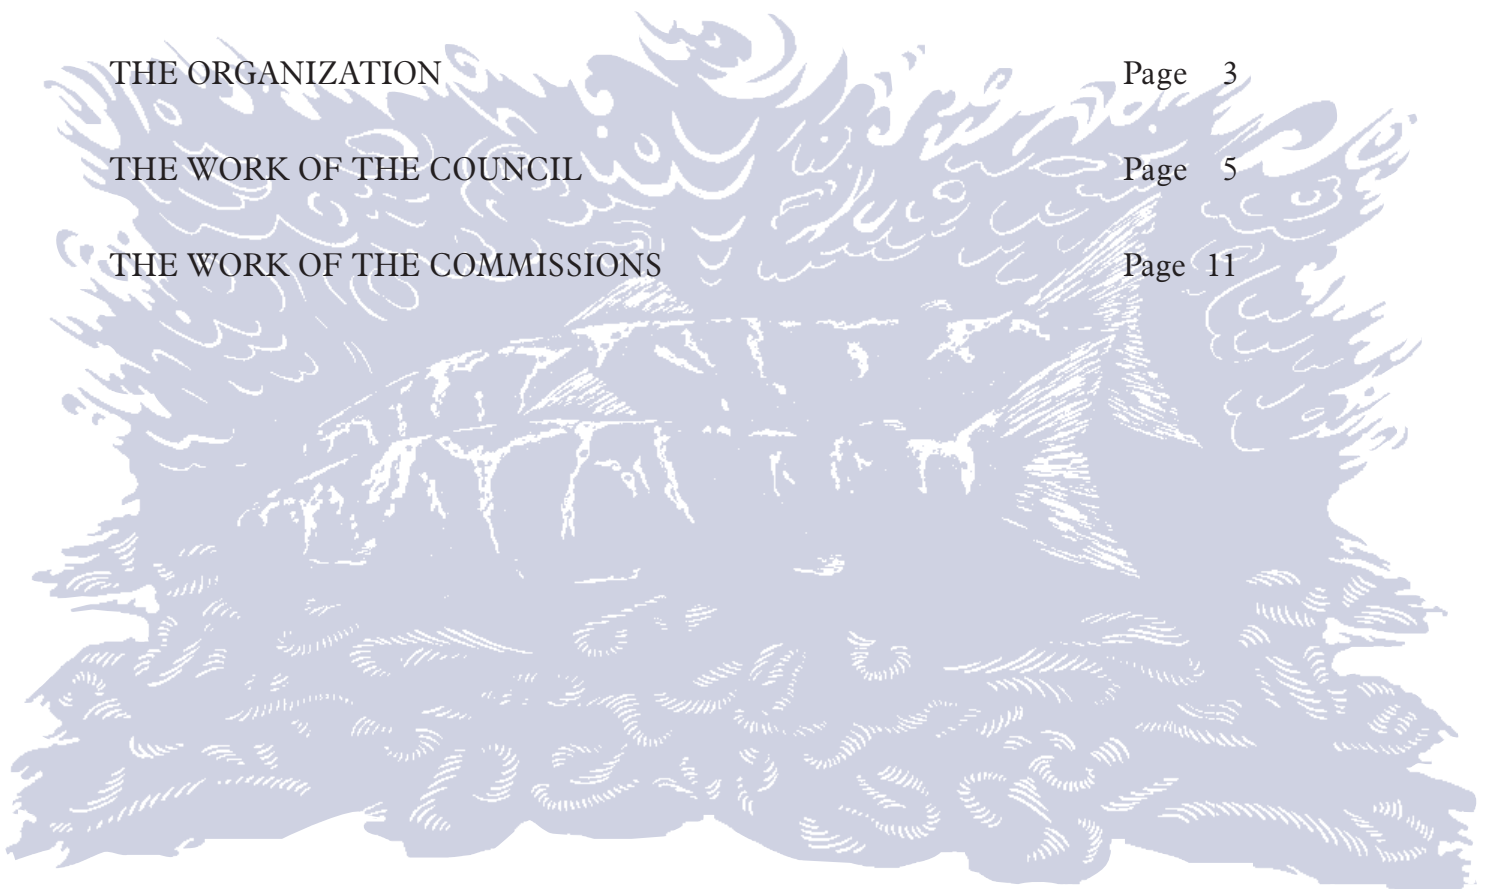 THE ORGANIZATION Page 3
THE WORK OF THE COUNCIL Page 5
THE WORK OF THE COMMISSIONS Page 11